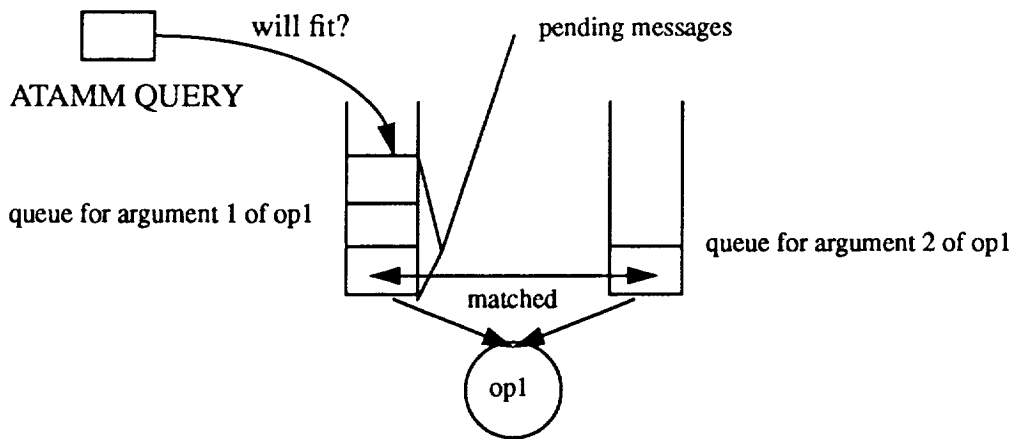 will fit?
pending messages
ATAMM QUERY
queue for argument 1 of op1
queue for argument 2 of op1
matched
op1